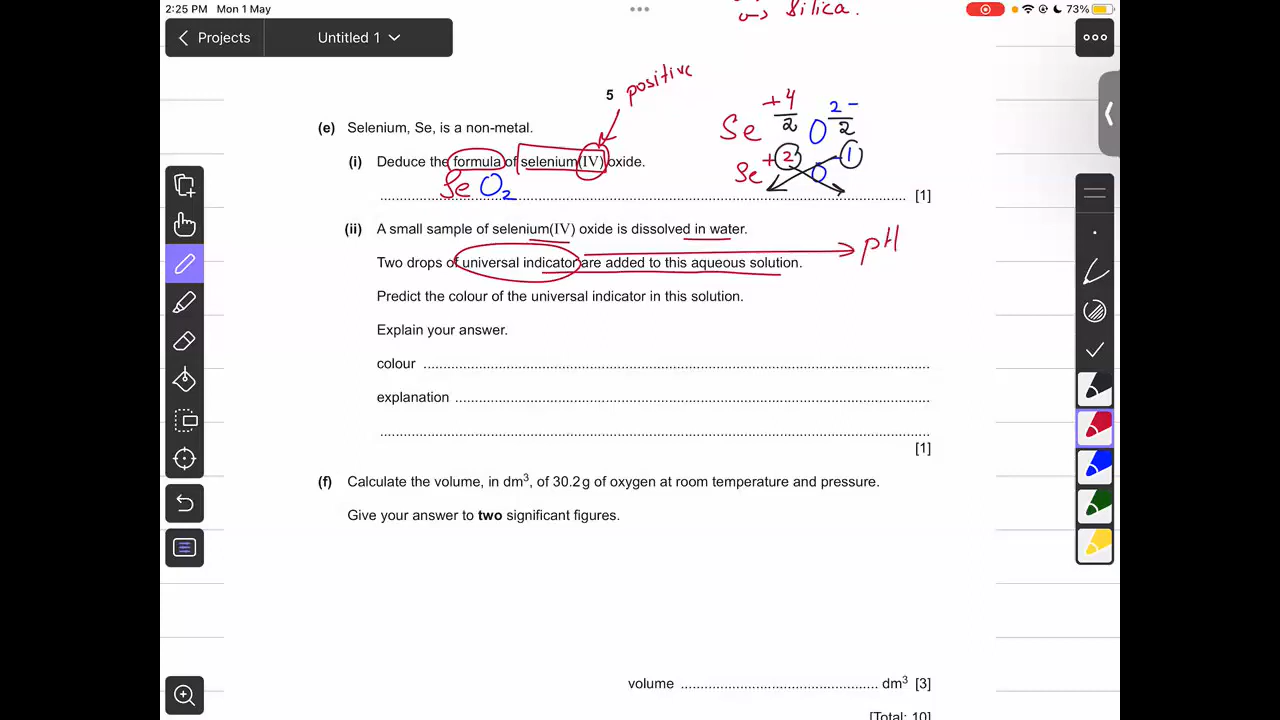 2:25 PM Mon 1 May
73%
Silica.
Projects
Untitled 1
5
positive
(e) Selenium, Se, is a non-metal.
Se +4/2 O 2-/2
(i) Deduce the formula of selenium(IV) oxide.
Se +2 O -1
Se O₂
[1]
(ii) A small sample of selenium(IV) oxide is dissolved in water.
pH
Two drops of universal indicator are added to this aqueous solution.
Predict the colour of the universal indicator in this solution.
Explain your answer.
colour
explanation
[1]
(f) Calculate the volume, in dm³, of 30.2 g of oxygen at room temperature and pressure.
Give your answer to two significant figures.
volume dm³ [3]
[Total: 10]